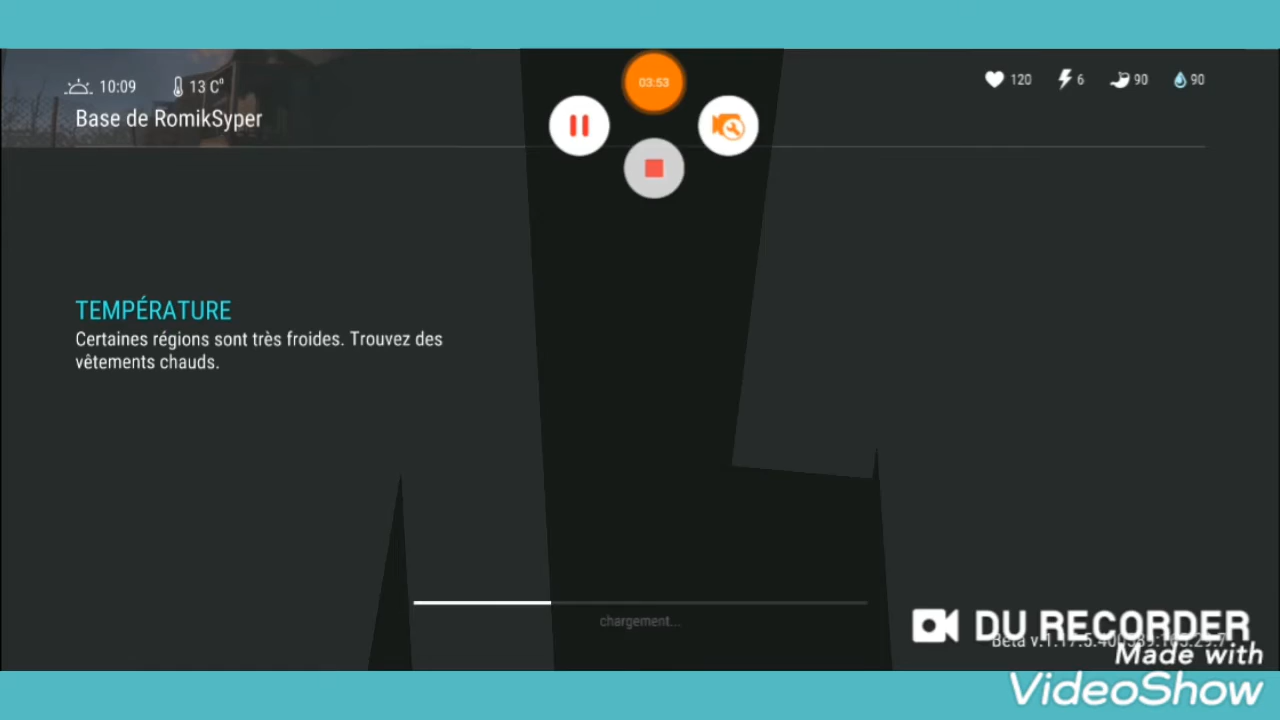 10:09 13 C°
120 6 90 90
Base de RomikSyper
03:53
TEMPÉRATURE
Certaines régions sont très froides. Trouvez des
vêtements chauds.
chargement...
DU RECORDER
Beta
Made with
VideoShow